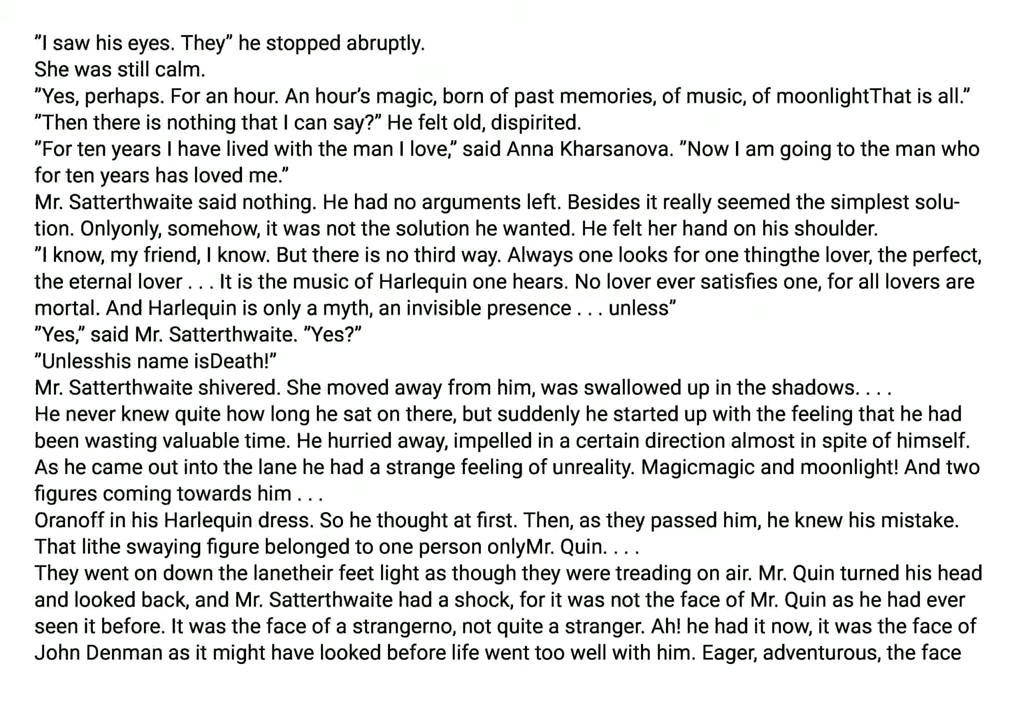 ”I saw his eyes. They” he stopped abruptly.
She was still calm.
”Yes, perhaps. For an hour. An hour’s magic, born of past memories, of music, of moonlightThat is all.”
”Then there is nothing that I can say?” He felt old, dispirited.
”For ten years I have lived with the man I love,” said Anna Kharsanova. ”Now I am going to the man who
for ten years has loved me.”
Mr. Satterthwaite said nothing. He had no arguments left. Besides it really seemed the simplest solu-
tion. Onlyonly, somehow, it was not the solution he wanted. He felt her hand on his shoulder.
”I know, my friend, I know. But there is no third way. Always one looks for one thingthe lover, the perfect,
the eternal lover . . . It is the music of Harlequin one hears. No lover ever satisfies one, for all lovers are
mortal. And Harlequin is only a myth, an invisible presence . . . unless”
”Yes,” said Mr. Satterthwaite. ”Yes?”
”Unlesshis name isDeath!”
Mr. Satterthwaite shivered. She moved away from him, was swallowed up in the shadows. . . .
He never knew quite how long he sat on there, but suddenly he started up with the feeling that he had
been wasting valuable time. He hurried away, impelled in a certain direction almost in spite of himself.
As he came out into the lane he had a strange feeling of unreality. Magicmagic and moonlight! And two
figures coming towards him . . .
Oranoff in his Harlequin dress. So he thought at first. Then, as they passed him, he knew his mistake.
That lithe swaying figure belonged to one person onlyMr. Quin. . . .
They went on down the lanetheir feet light as though they were treading on air. Mr. Quin turned his head
and looked back, and Mr. Satterthwaite had a shock, for it was not the face of Mr. Quin as he had ever
seen it before. It was the face of a strangerno, not quite a stranger. Ah! he had it now, it was the face of
John Denman as it might have looked before life went too well with him. Eager, adventurous, the face